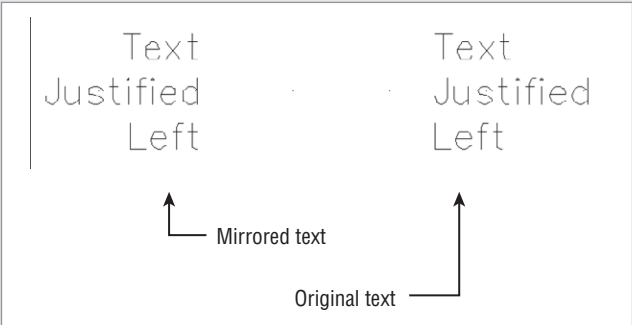 Text
Justified
Left
Text
Justified
Left
Mirrored text
Original text